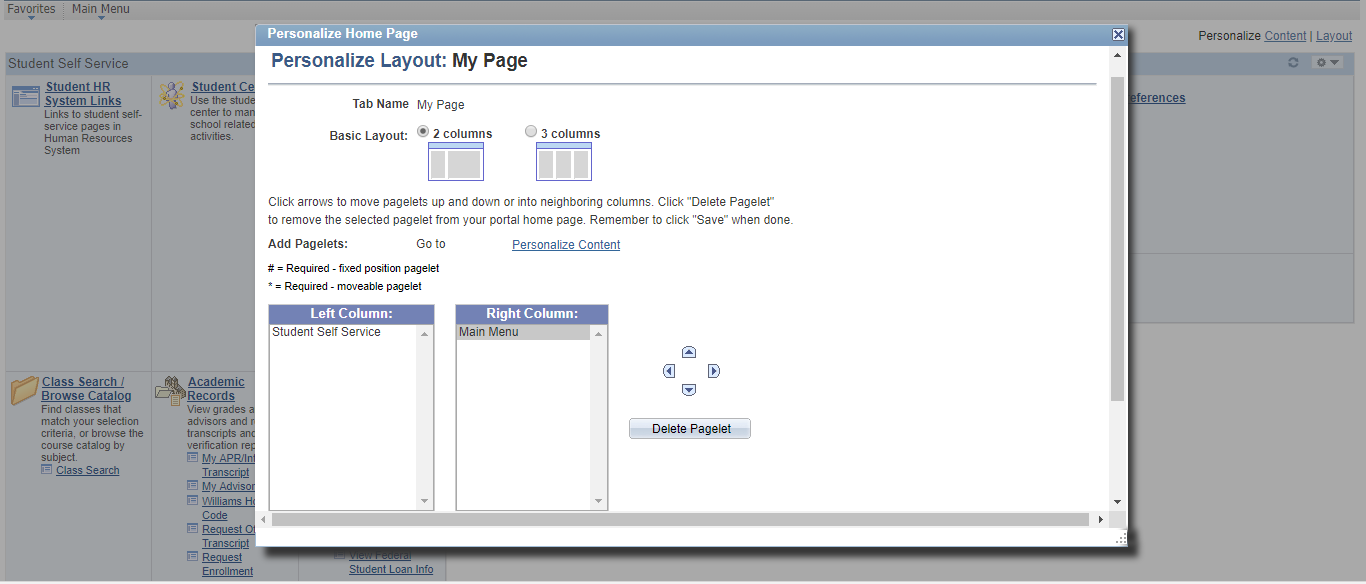 Favorites
Main Menu
Personalize Content | Layout
Student Self Service
Student HR
System Links
Links to student self-
service pages in
Human Resources
System
Student Ce
Use the stude
center to man
school related
activities.
eferences
Class Search /
Browse Catalog
Find classes that
match your selection
criteria, or browse the
course catalog by
subject.
Class Search
Academic
Records
View grades a
advisors and r
transcripts and
verification rep
My APR/Int
Transcript
My Advisor
Williams Ho
Code
Request Of
Transcript
Request
Enrollment
View Federal
Student Loan Info
Personalize Home Page
Personalize Layout: My Page
Tab Name My Page
Basic Layout: 2 columns 3 columns
Click arrows to move pagelets up and down or into neighboring columns. Click "Delete Pagelet"
to remove the selected pagelet from your portal home page. Remember to click "Save" when done.
Add Pagelets: Go to Personalize Content
# = Required - fixed position pagelet
* = Required - moveable pagelet
Left Column:
Student Self Service
Right Column:
Main Menu
Delete Pagelet